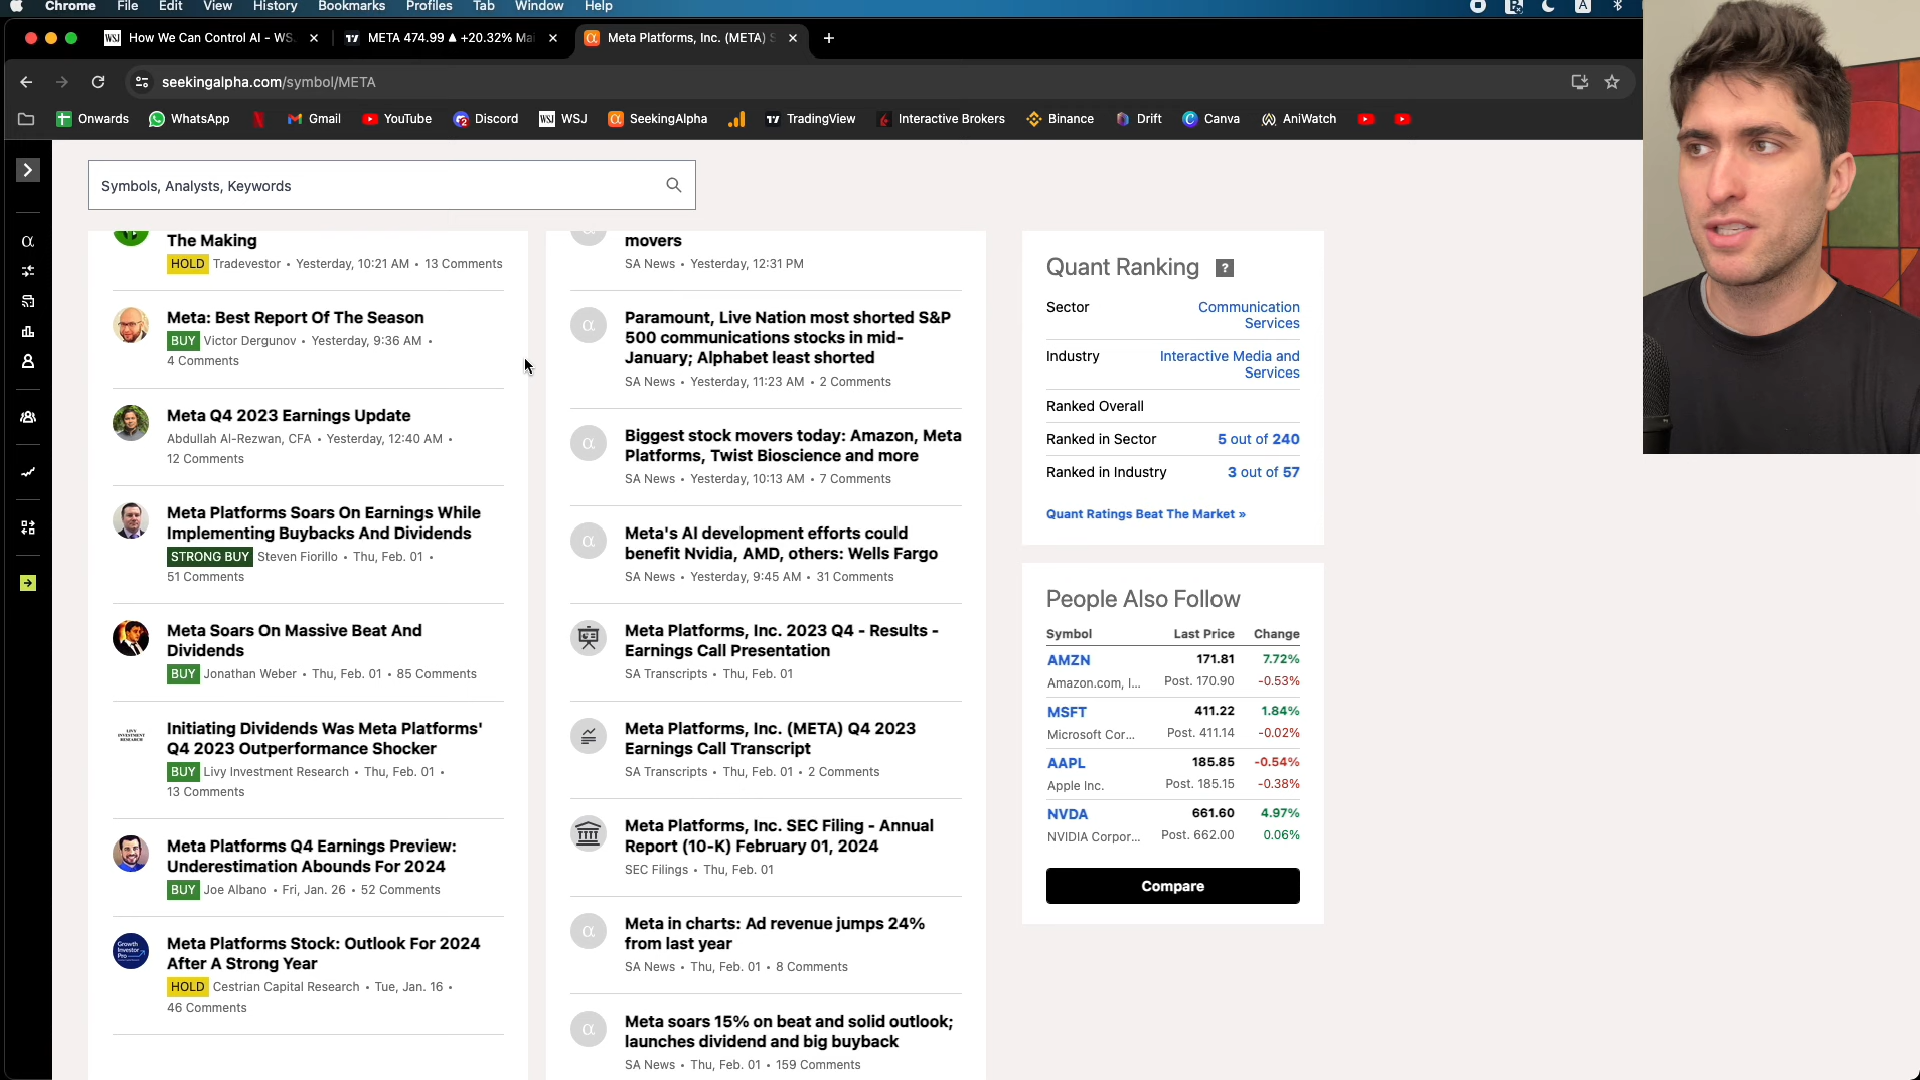 Chrome File Edit View History Bookmarks Profiles Tab Window Help
A
WSJ How We Can Control AI – WS
META 474.99 ▲ +20.32% Ma
Meta Platforms, Inc. (META) S
seekingalpha.com/symbol/META
Onwards WhatsApp Gmail YouTube Discord WSJ WSJ SeekingAlpha TradingView Interactive Brokers Binance Drift Canva AniWatch
Symbols, Analysts, Keywords
The Making
HOLD Tradevestor • Yesterday, 10:21 AM • 13 Comments
Meta: Best Report Of The Season
BUY Victor Dergunov • Yesterday, 9:36 AM •
4 Comments
Meta Q4 2023 Earnings Update
Abdullah Al-Rezwan, CFA • Yesterday, 12:40 AM •
12 Comments
Meta Platforms Soars On Earnings While
Implementing Buybacks And Dividends
STRONG BUY Steven Fiorillo • Thu, Feb. 01 •
51 Comments
Meta Soars On Massive Beat And
Dividends
BUY Jonathan Weber • Thu, Feb. 01 • 85 Comments
Initiating Dividends Was Meta Platforms'
Q4 2023 Outperformance Shocker
BUY Livy Investment Research • Thu, Feb. 01 •
13 Comments
Meta Platforms Q4 Earnings Preview:
Underestimation Abounds For 2024
BUY Joe Albano • Fri, Jan. 26 • 52 Comments
Meta Platforms Stock: Outlook For 2024
After A Strong Year
HOLD Cestrian Capital Research • Tue, Jan. 16 •
46 Comments
movers
SA News • Yesterday, 12:31 PM
Paramount, Live Nation most shorted S&P
500 communications stocks in mid-
January; Alphabet least shorted
SA News • Yesterday, 11:23 AM • 2 Comments
Biggest stock movers today: Amazon, Meta
Platforms, Twist Bioscience and more
SA News • Yesterday, 10:13 AM • 7 Comments
Meta's AI development efforts could
benefit Nvidia, AMD, others: Wells Fargo
SA News • Yesterday, 9:45 AM • 31 Comments
Meta Platforms, Inc. 2023 Q4 - Results -
Earnings Call Presentation
SA Transcripts • Thu, Feb. 01
Meta Platforms, Inc. (META) Q4 2023
Earnings Call Transcript
SA Transcripts • Thu, Feb. 01 • 2 Comments
Meta Platforms, Inc. SEC Filing - Annual
Report (10-K) February 01, 2024
SEC Filings • Thu, Feb. 01
Meta in charts: Ad revenue jumps 24%
from last year
SA News • Thu, Feb. 01 • 8 Comments
Meta soars 15% on beat and solid outlook;
launches dividend and big buyback
SA News • Thu, Feb. 01 • 159 Comments
Quant Ranking ?
Sector Communication
Services
Industry Interactive Media and
Services
Ranked Overall
Ranked in Sector 5 out of 240
Ranked in Industry 3 out of 57
Quant Ratings Beat The Market »
People Also Follow
Symbol Last Price Change
AMZN 171.81 7.72%
Amazon.com, I... Post. 170.90 -0.53%
MSFT 411.22 1.84%
Microsoft Cor... Post. 411.14 -0.02%
AAPL 185.85 -0.54%
Apple Inc. Post. 185.15 -0.38%
NVDA 661.60 4.97%
NVIDIA Corpor... Post. 662.00 0.06%
Compare